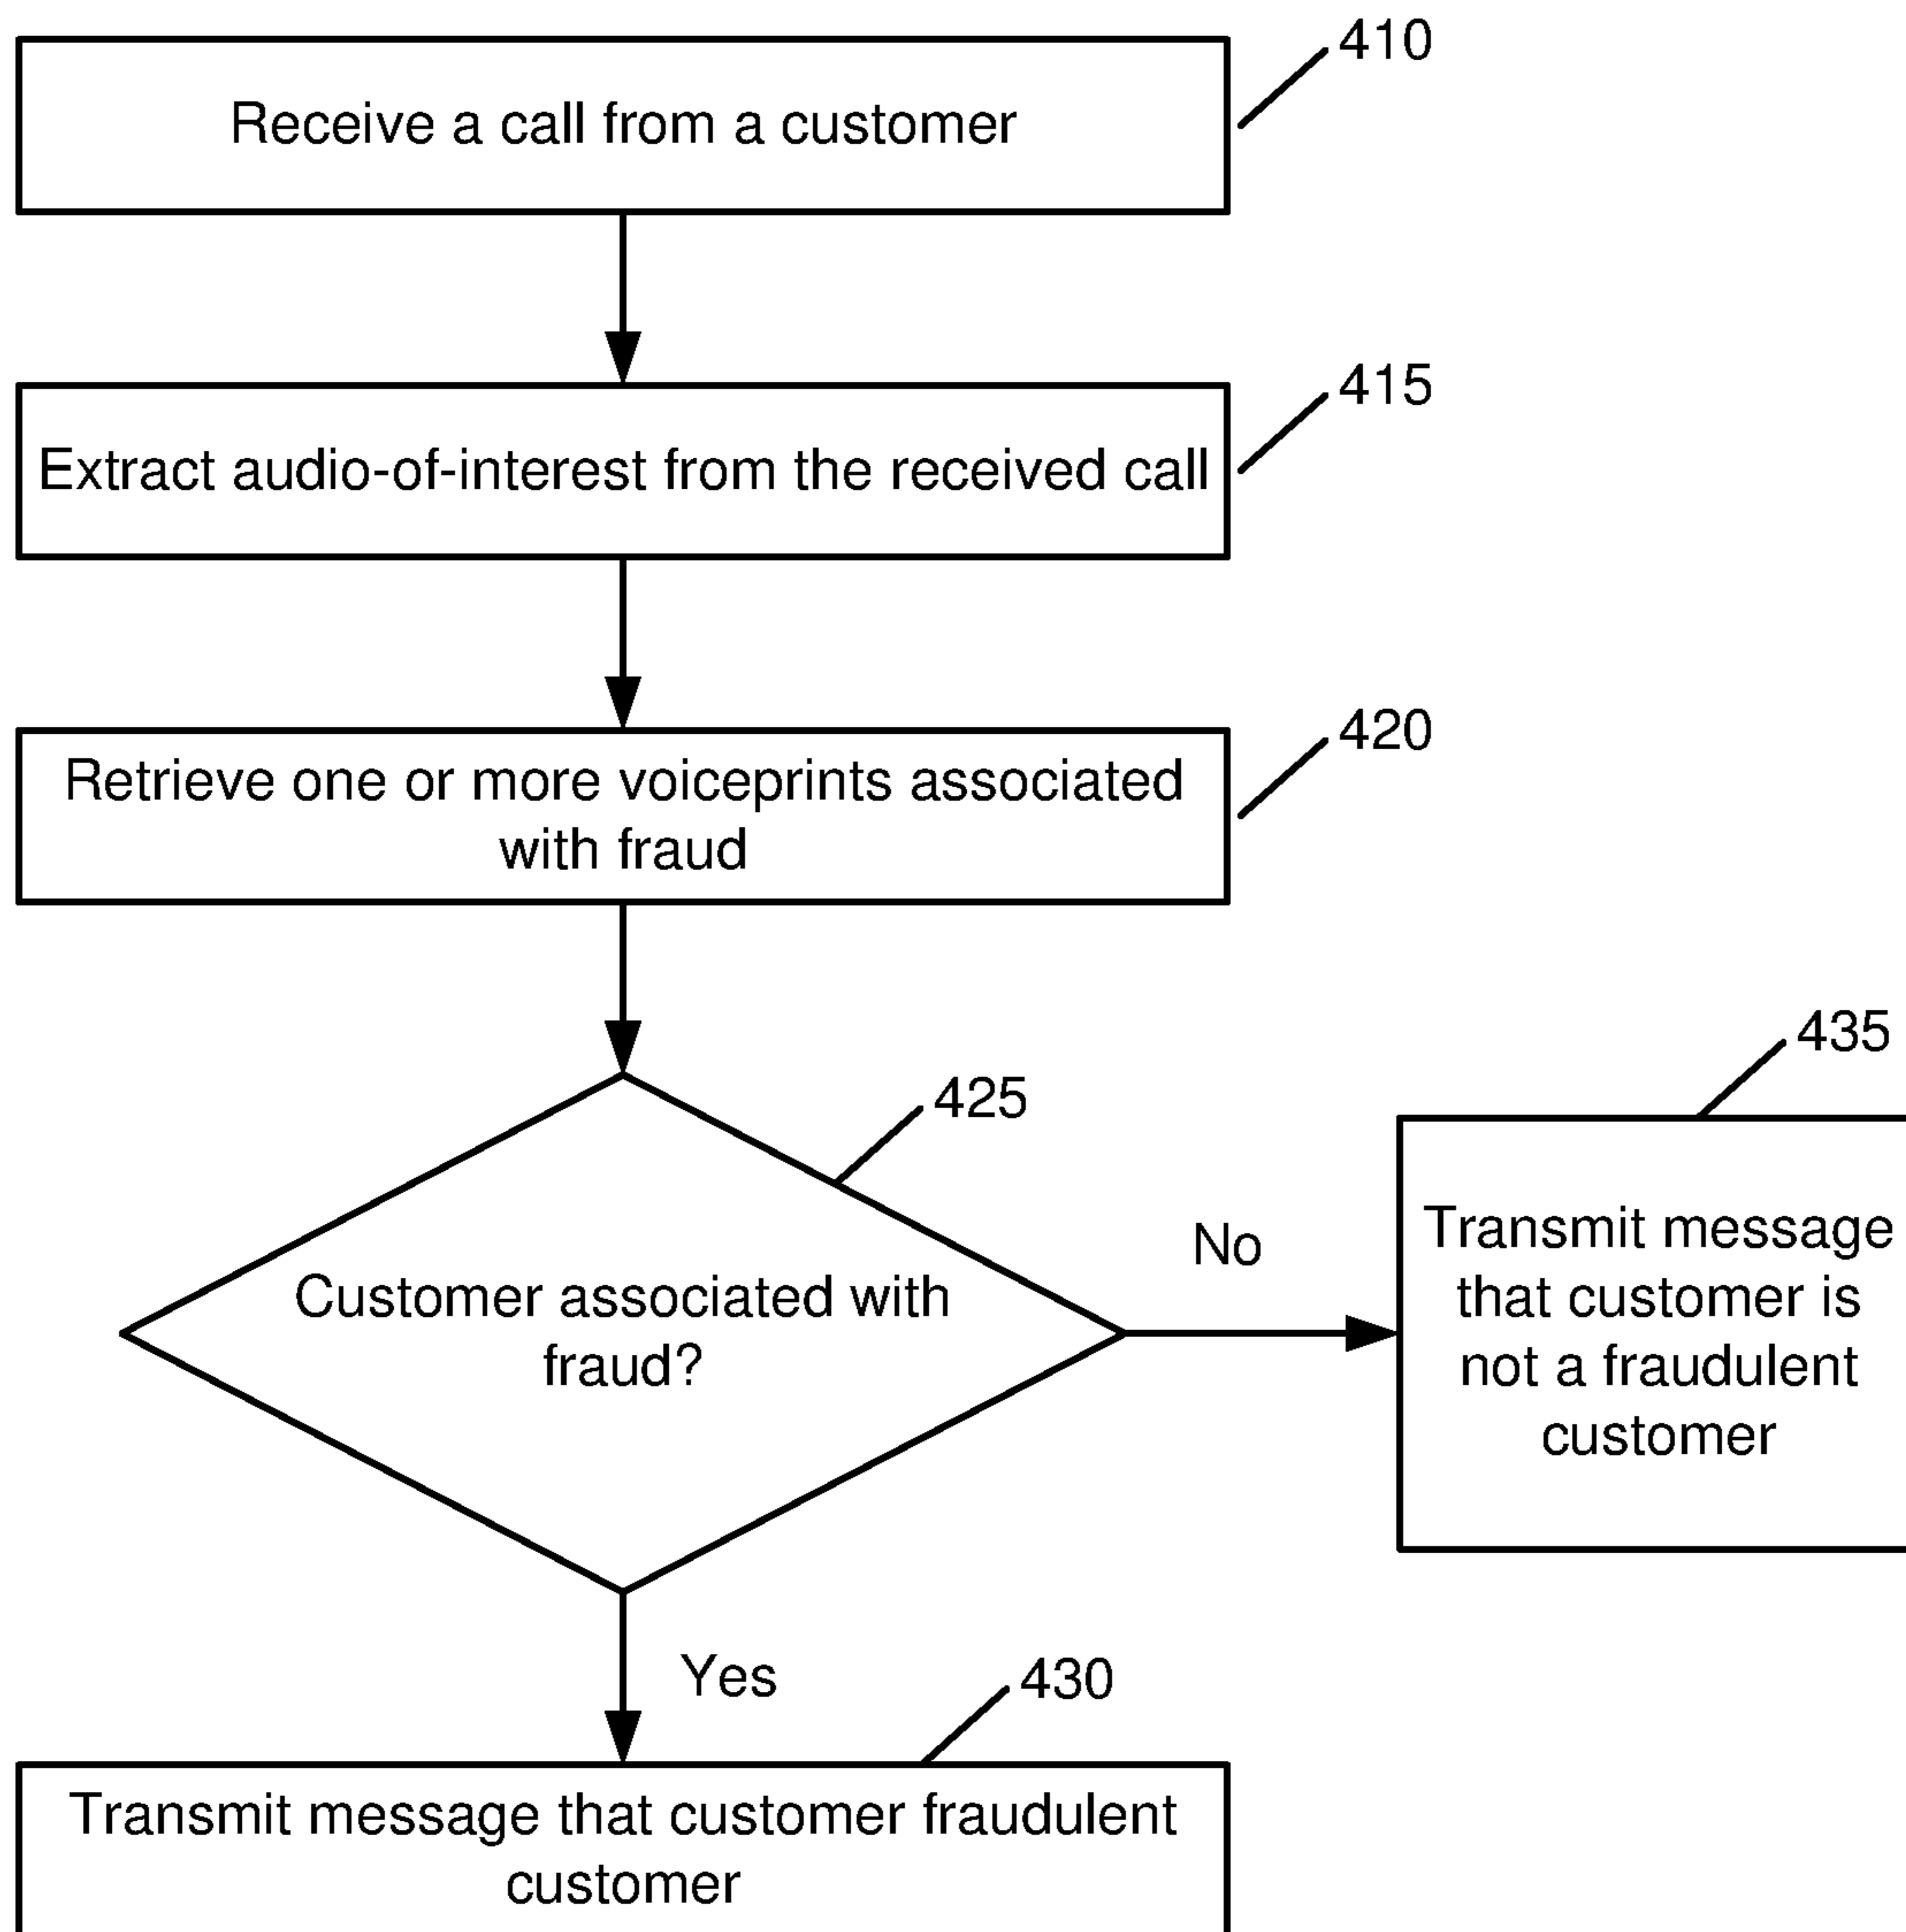 410
Receive a call from a customer
415
Extract audio-of-interest from the received call
420
Retrieve one or more voiceprints associated
with fraud
425
Customer associated with
fraud?
No
435
Transmit message
that customer is
not a fraudulent
customer
Yes
430
Transmit message that customer fraudulent
customer